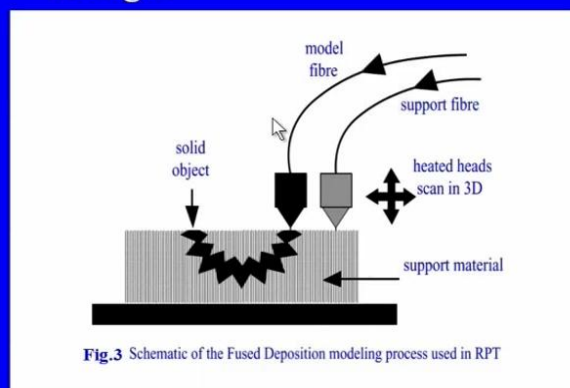 model
fibre
support fibre
solid
object
heated heads
scan in 3D
support material
Fig.3 Schematic of the Fused Deposition modeling process used in RPT